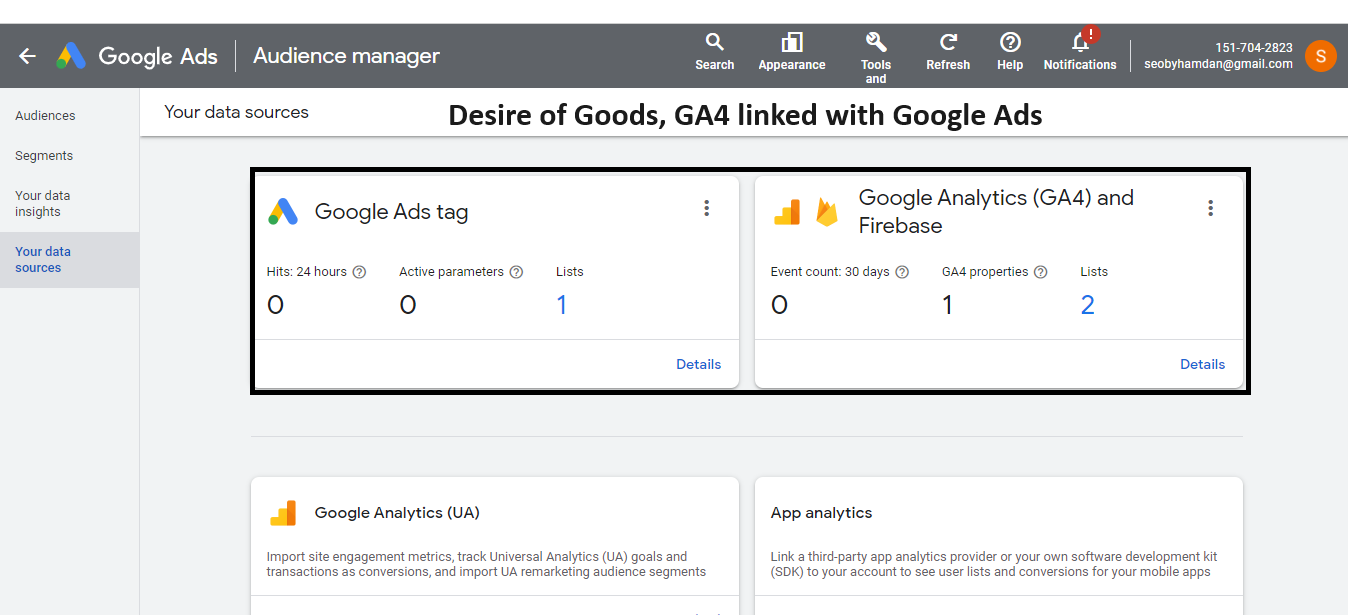 Google Ads
Audience manager
Search
Appearance
Tools
and
Refresh
Help
!
Notifications
151-704-2823
seobyhamdan@gmail.com
S
Audiences
Segments
Your data
insights
Your data
sources
Your data sources
Desire of Goods, GA4 linked with Google Ads
Google Ads tag
Hits: 24 hours ?
Active parameters ?
Lists
0
0
1
Details
Google Analytics (GA4) and
Firebase
Event count: 30 days ?
GA4 properties ?
Lists
0
1
2
Details
Google Analytics (UA)
Import site engagement metrics, track Universal Analytics (UA) goals and
transactions as conversions, and import UA remarketing audience segments
App analytics
Link a third-party app analytics provider or your own software development kit
(SDK) to your account to see user lists and conversions for your mobile apps